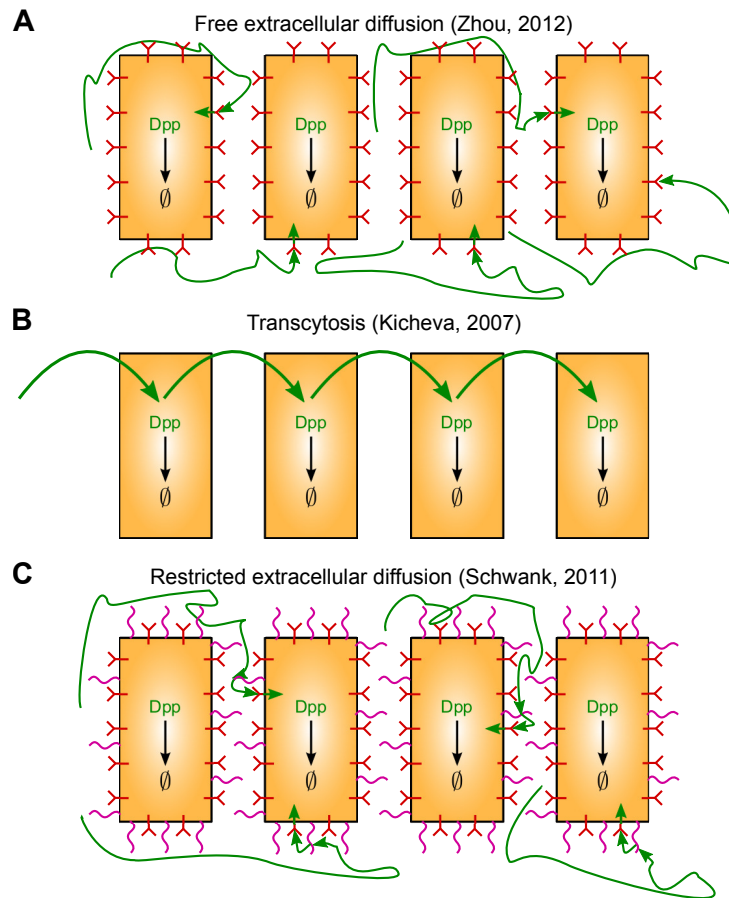 A
Free extracellular diffusion (Zhou, 2012)
Dpp Dpp Dpp Dpp
∅ ∅ ∅ ∅
B
Transcytosis (Kicheva, 2007)
Dpp Dpp Dpp Dpp
∅ ∅ ∅ ∅
C
Restricted extracellular diffusion (Schwank, 2011)
Dpp Dpp Dpp Dpp
∅ ∅ ∅ ∅